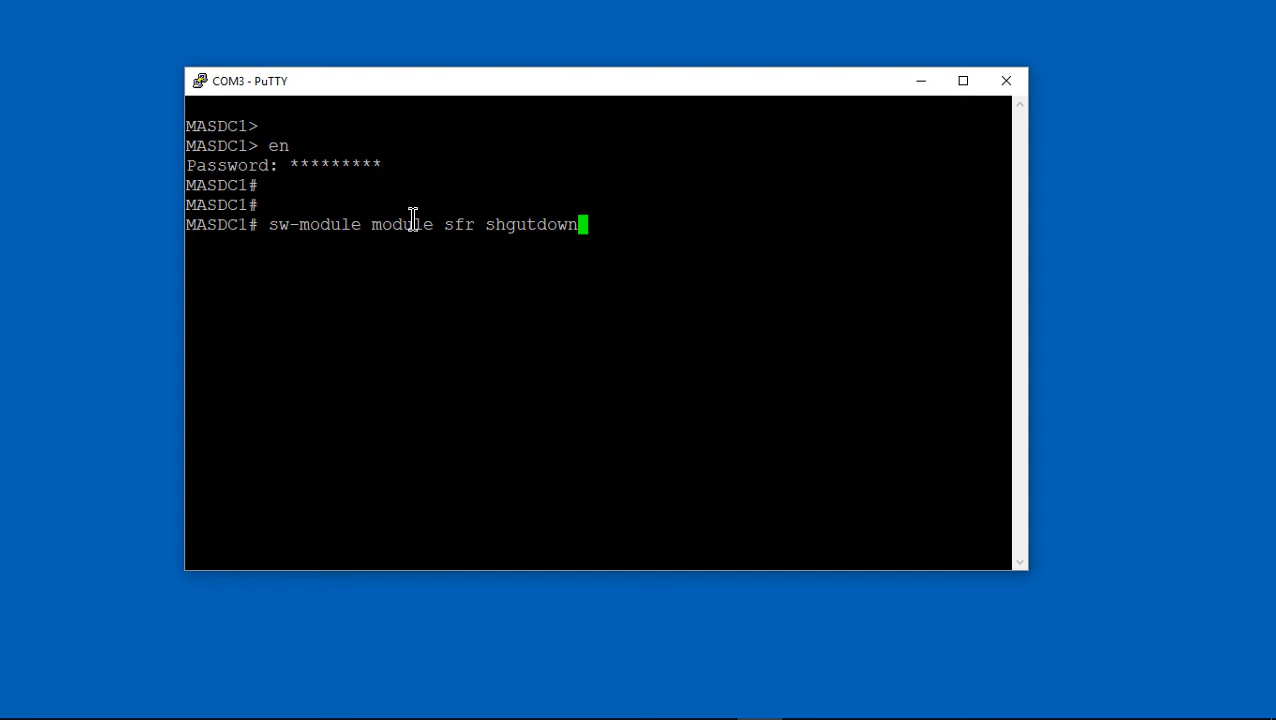 COM3 - PuTTY
MASDC1>
MASDC1> en
Password: *********
MASDC1#
MASDC1#
MASDC1# sw-module module sfr shgutdown